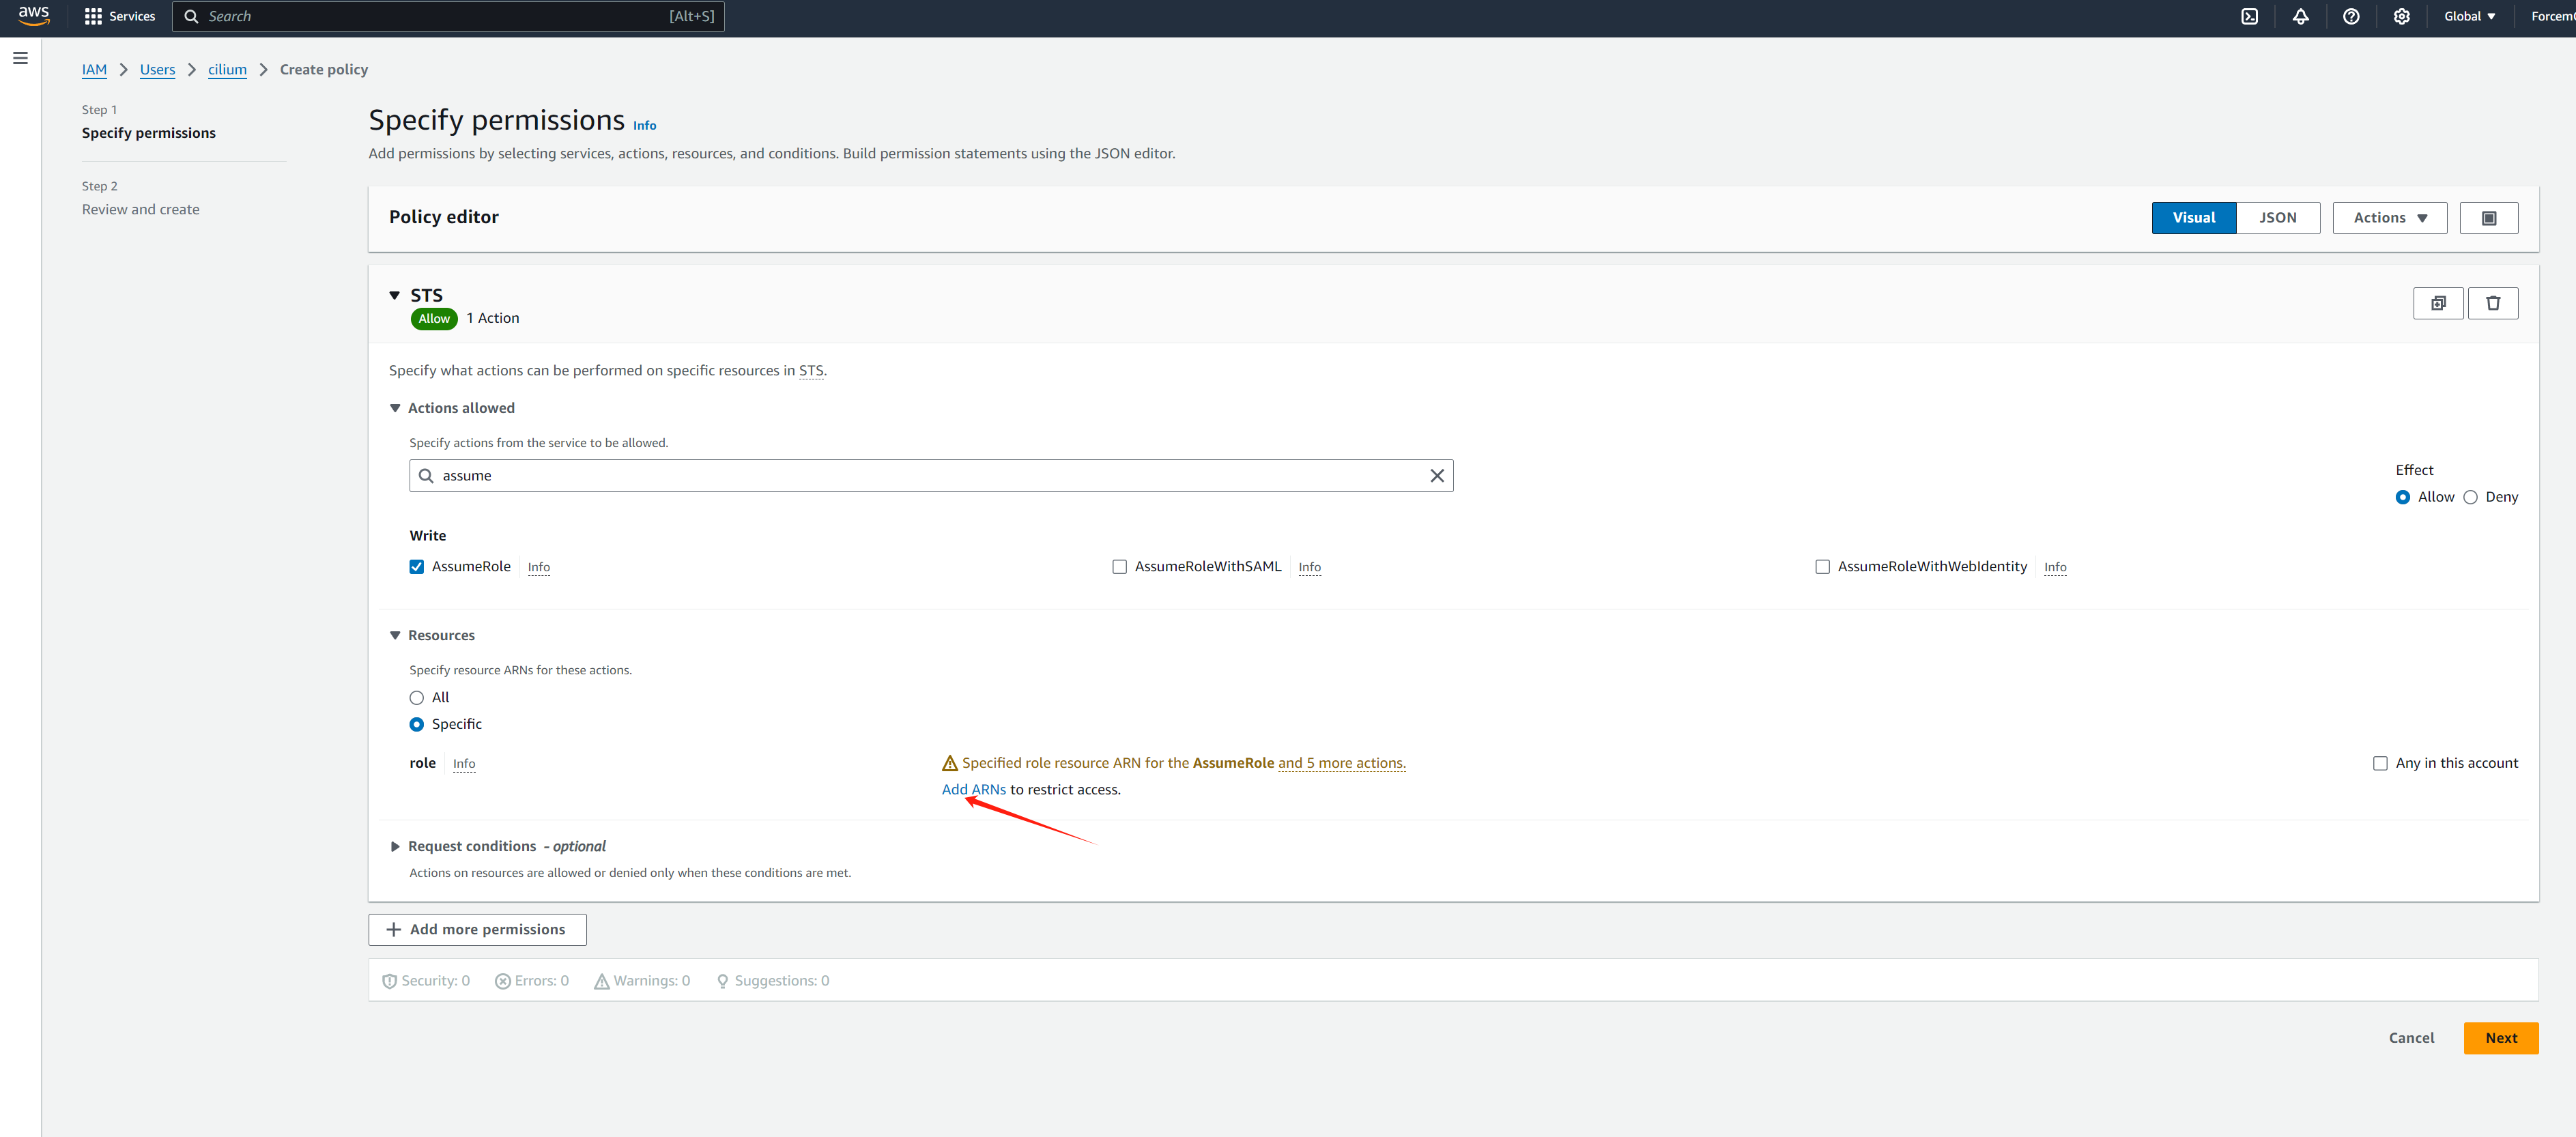 aws Services Search [Alt+S] Global ▼
IAM > Users > cilium > Create policy
Step 1
Specify permissions
Step 2
Review and create
Specify permissions Info
Add permissions by selecting services, actions, resources, and conditions. Build permission statements using the JSON editor.
Policy editor
Visual JSON Actions ▼
STS
Allow 1 Action
Specify what actions can be performed on specific resources in STS.
Actions allowed
Specify actions from the service to be allowed.
assume
Effect
Allow Deny
Write
AssumeRole Info AssumeRoleWithSAML Info AssumeRoleWithWebIdentity Info
Resources
Specify resource ARNs for these actions.
All
Specific
role Info Specified role resource ARN for the AssumeRole and 5 more actions. Any in this account
Add ARNs to restrict access.
Request conditions - optional
Actions on resources are allowed or denied only when these conditions are met.
+ Add more permissions
Security: 0 Errors: 0 Warnings: 0 Suggestions: 0
Cancel Next